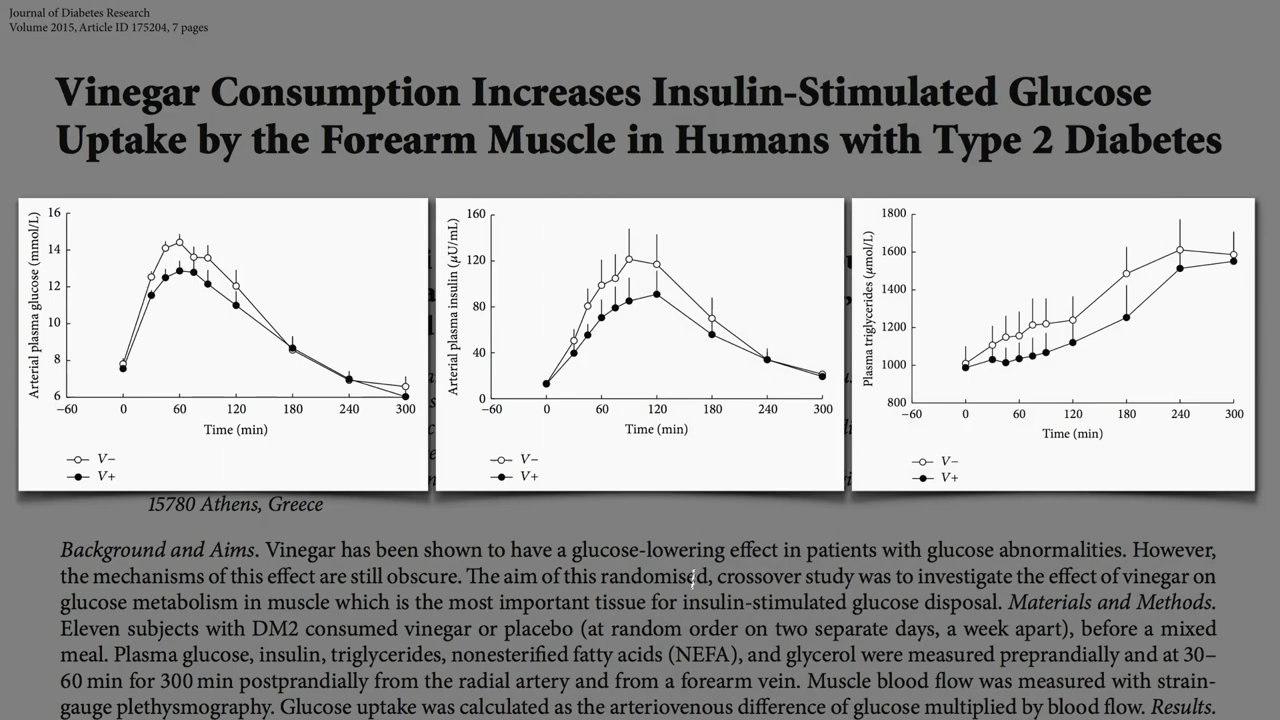 Journal of Diabetes Research
Volume 2015, Article ID 175204, 7 pages
Vinegar Consumption Increases Insulin-Stimulated Glucose
Uptake by the Forearm Muscle in Humans with Type 2 Diabetes
Arterial plasma glucose (mmol/L)
16
14
12
10
8
6
−60 0 60 120 180 240 300
Time (min)
V−
V+
Arterial plasma insulin (μU/mL)
160
120
80
40
0
−60 0 60 120 180 240 300
Time (min)
V−
V+
Plasma triglycerides (μmol/L)
1800
1600
1400
1200
1000
800
−60 0 60 120 180 240 300
Time (min)
V−
V+
15780 Athens, Greece
Background and Aims. Vinegar has been shown to have a glucose-lowering effect in patients with glucose abnormalities. However,
the mechanisms of this effect are still obscure. The aim of this randomised, crossover study was to investigate the effect of vinegar on
glucose metabolism in muscle which is the most important tissue for insulin-stimulated glucose disposal. Materials and Methods.
Eleven subjects with DM2 consumed vinegar or placebo (at random order on two separate days, a week apart), before a mixed
meal. Plasma glucose, insulin, triglycerides, nonesterified fatty acids (NEFA), and glycerol were measured preprandially and at 30–
60 min for 300 min postprandially from the radial artery and from a forearm vein. Muscle blood flow was measured with strain-
gauge plethysmography. Glucose uptake was calculated as the arteriovenous difference of glucose multiplied by blood flow. Results.